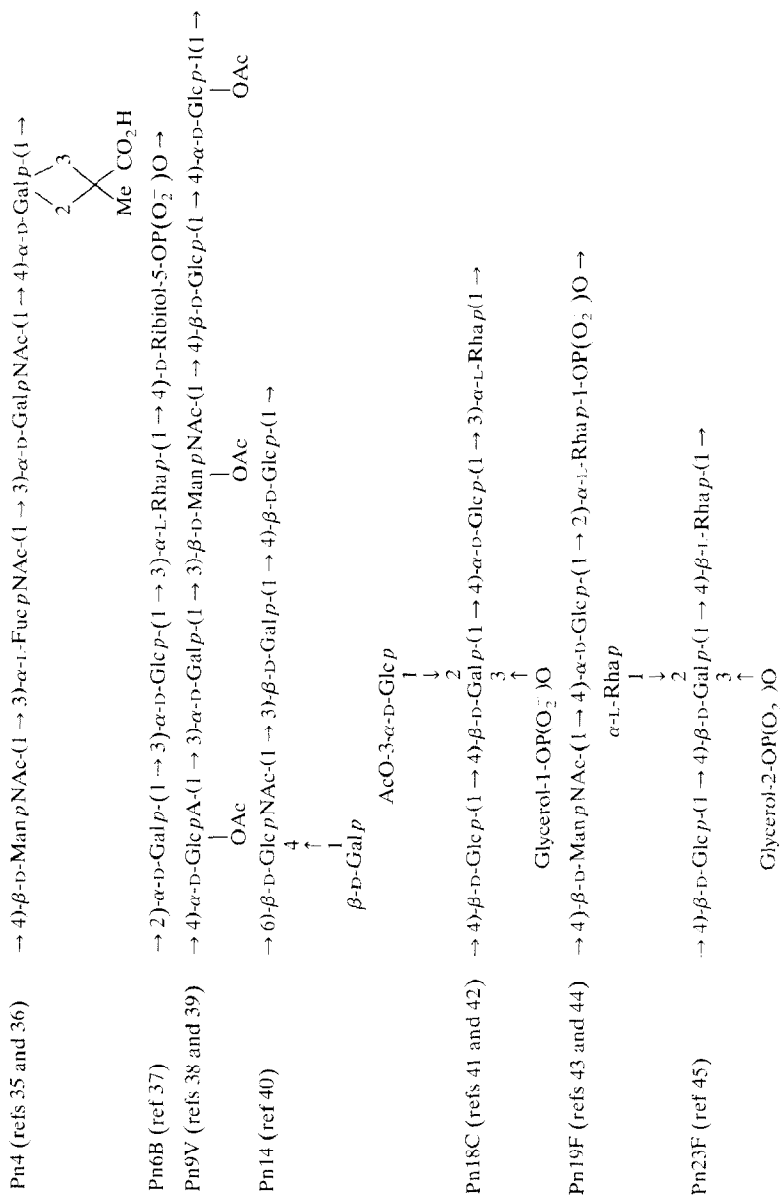 Pn4 (refs 35 and 36) → 4)-β-D-ManpNAc-(1 → 3)-α-L-FucpNAc-(1 → 3)-α-D-GalpNAc-(1 → 4)-α-D-Galp-(1 →
2 3
Me CO₂H
Pn6B (ref 37) → 2)-α-D-Galp-(1 → 3)-α-D-Glcp-(1 → 3)-α-L-Rhap-(1 → 4)-D-Ribitol-5-OP(O₂⁻)O →
Pn9V (refs 38 and 39) → 4)-α-D-GlcpA-(1 → 3)-α-D-Galp-(1 → 3)-β-D-ManpNAc-(1 → 4)-β-D-Glcp-(1 → 4)-α-D-Glcp-1(1 →
OAc OAc OAc
Pn14 (ref 40) → 6)-β-D-GlcpNAc-(1 → 3)-β-D-Galp-(1 → 4)-β-D-Glcp-(1 →
4
↑
1
β-D-Galp
AcO-3-α-D-Glcp
1
↓
2
Pn18C (refs 41 and 42) → 4)-β-D-Glcp-(1 → 4)-β-D-Galp-(1 → 4)-α-D-Glcp-(1 → 3)-α-L-Rhap(1 →
3
↑
Glycerol-1-OP(O₂⁻)O
Pn19F (refs 43 and 44) → 4)-β-D-ManpNAc-(1 → 4)-α-D-Glcp-(1 → 2)-α-L-Rhap-1-OP(O₂⁻)O →
α-L-Rhap
1
↓
2
Pn23F (ref 45) → 4)-β-D-Glcp-(1 → 4)-β-D-Galp-(1 → 4)-β-L-Rhap-(1 →
3
↑
Glycerol-2-OP(O₂)O